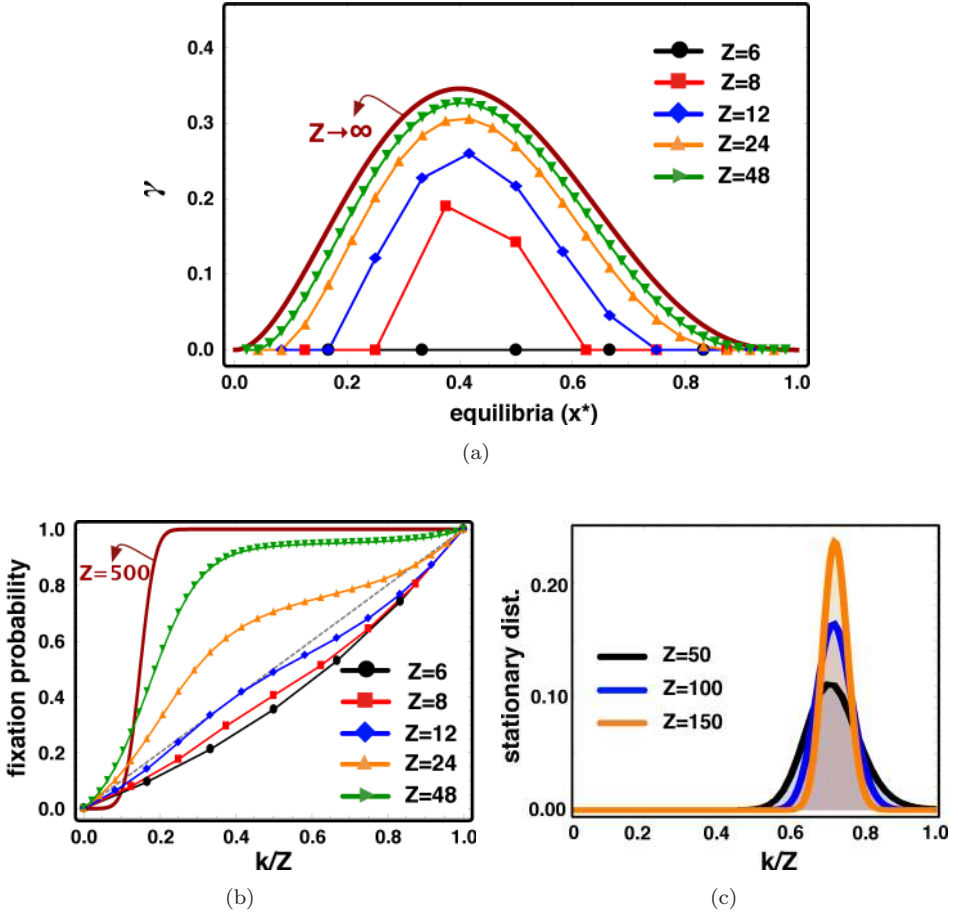 0.4
0.3
0.2
0.1
0.0
γ
Z→∞
Z=6
Z=8
Z=12
Z=24
Z=48
0.0 0.2 0.4 0.6 0.8 1.0
equilibria (x*)
(a)
1.0
0.8
0.6
0.4
0.2
0.0
fixation probability
Z=500
Z=6
Z=8
Z=12
Z=24
Z=48
0.0 0.2 0.4 0.6 0.8 1.0
k/Z
(b)
0.20
0.10
0.00
stationary dist.
Z=50
Z=100
Z=150
0 0.2 0.4 0.6 0.8 1.0
k/Z
(c)